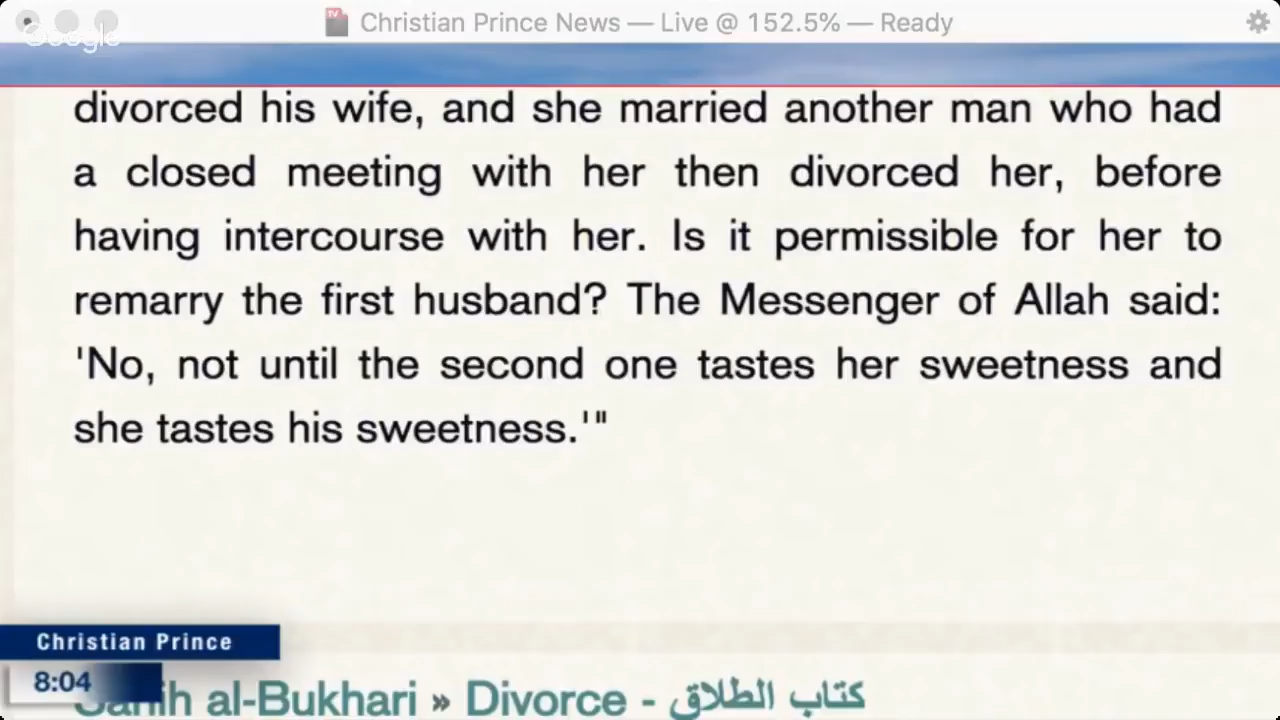 Christian Prince News — Live @ 152.5% — Ready
Google
divorced his wife, and she married another man who had
a closed meeting with her then divorced her, before
having intercourse with her. Is it permissible for her to
remarry the first husband? The Messenger of Allah said:
'No, not until the second one tastes her sweetness and
she tastes his sweetness.'"
Christian Prince
8:04
Sahih al-Bukhari » Divorce - كتاب الطلاق